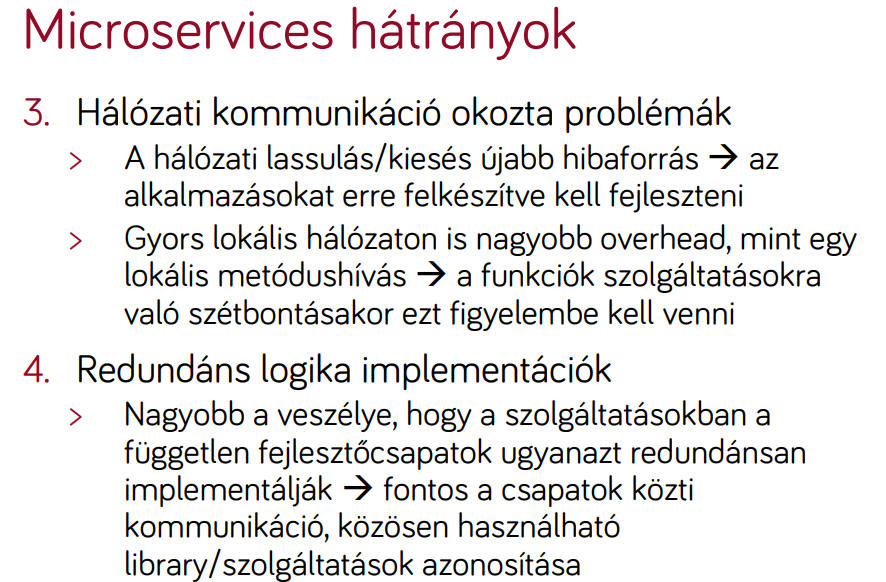 Microservices hátrányok
3. Hálózati kommunikáció okozta problémák
> A hálózati lassulás/kiesés újabb hibaforrás → az
alkalmazásokat erre felkészítve kell fejleszteni
> Gyors lokális hálózaton is nagyobb overhead, mint egy
lokális metódushívás → a funkciók szolgáltatásokra
való szétbontásakor ezt figyelembe kell venni
4. Redundáns logika implementációk
> Nagyobb a veszélye, hogy a szolgáltatásokban a
független fejlesztőcsapatok ugyanazt redundánsan
implementálják → fontos a csapatok közti
kommunikáció, közösen használható
library/szolgáltatások azonosítása